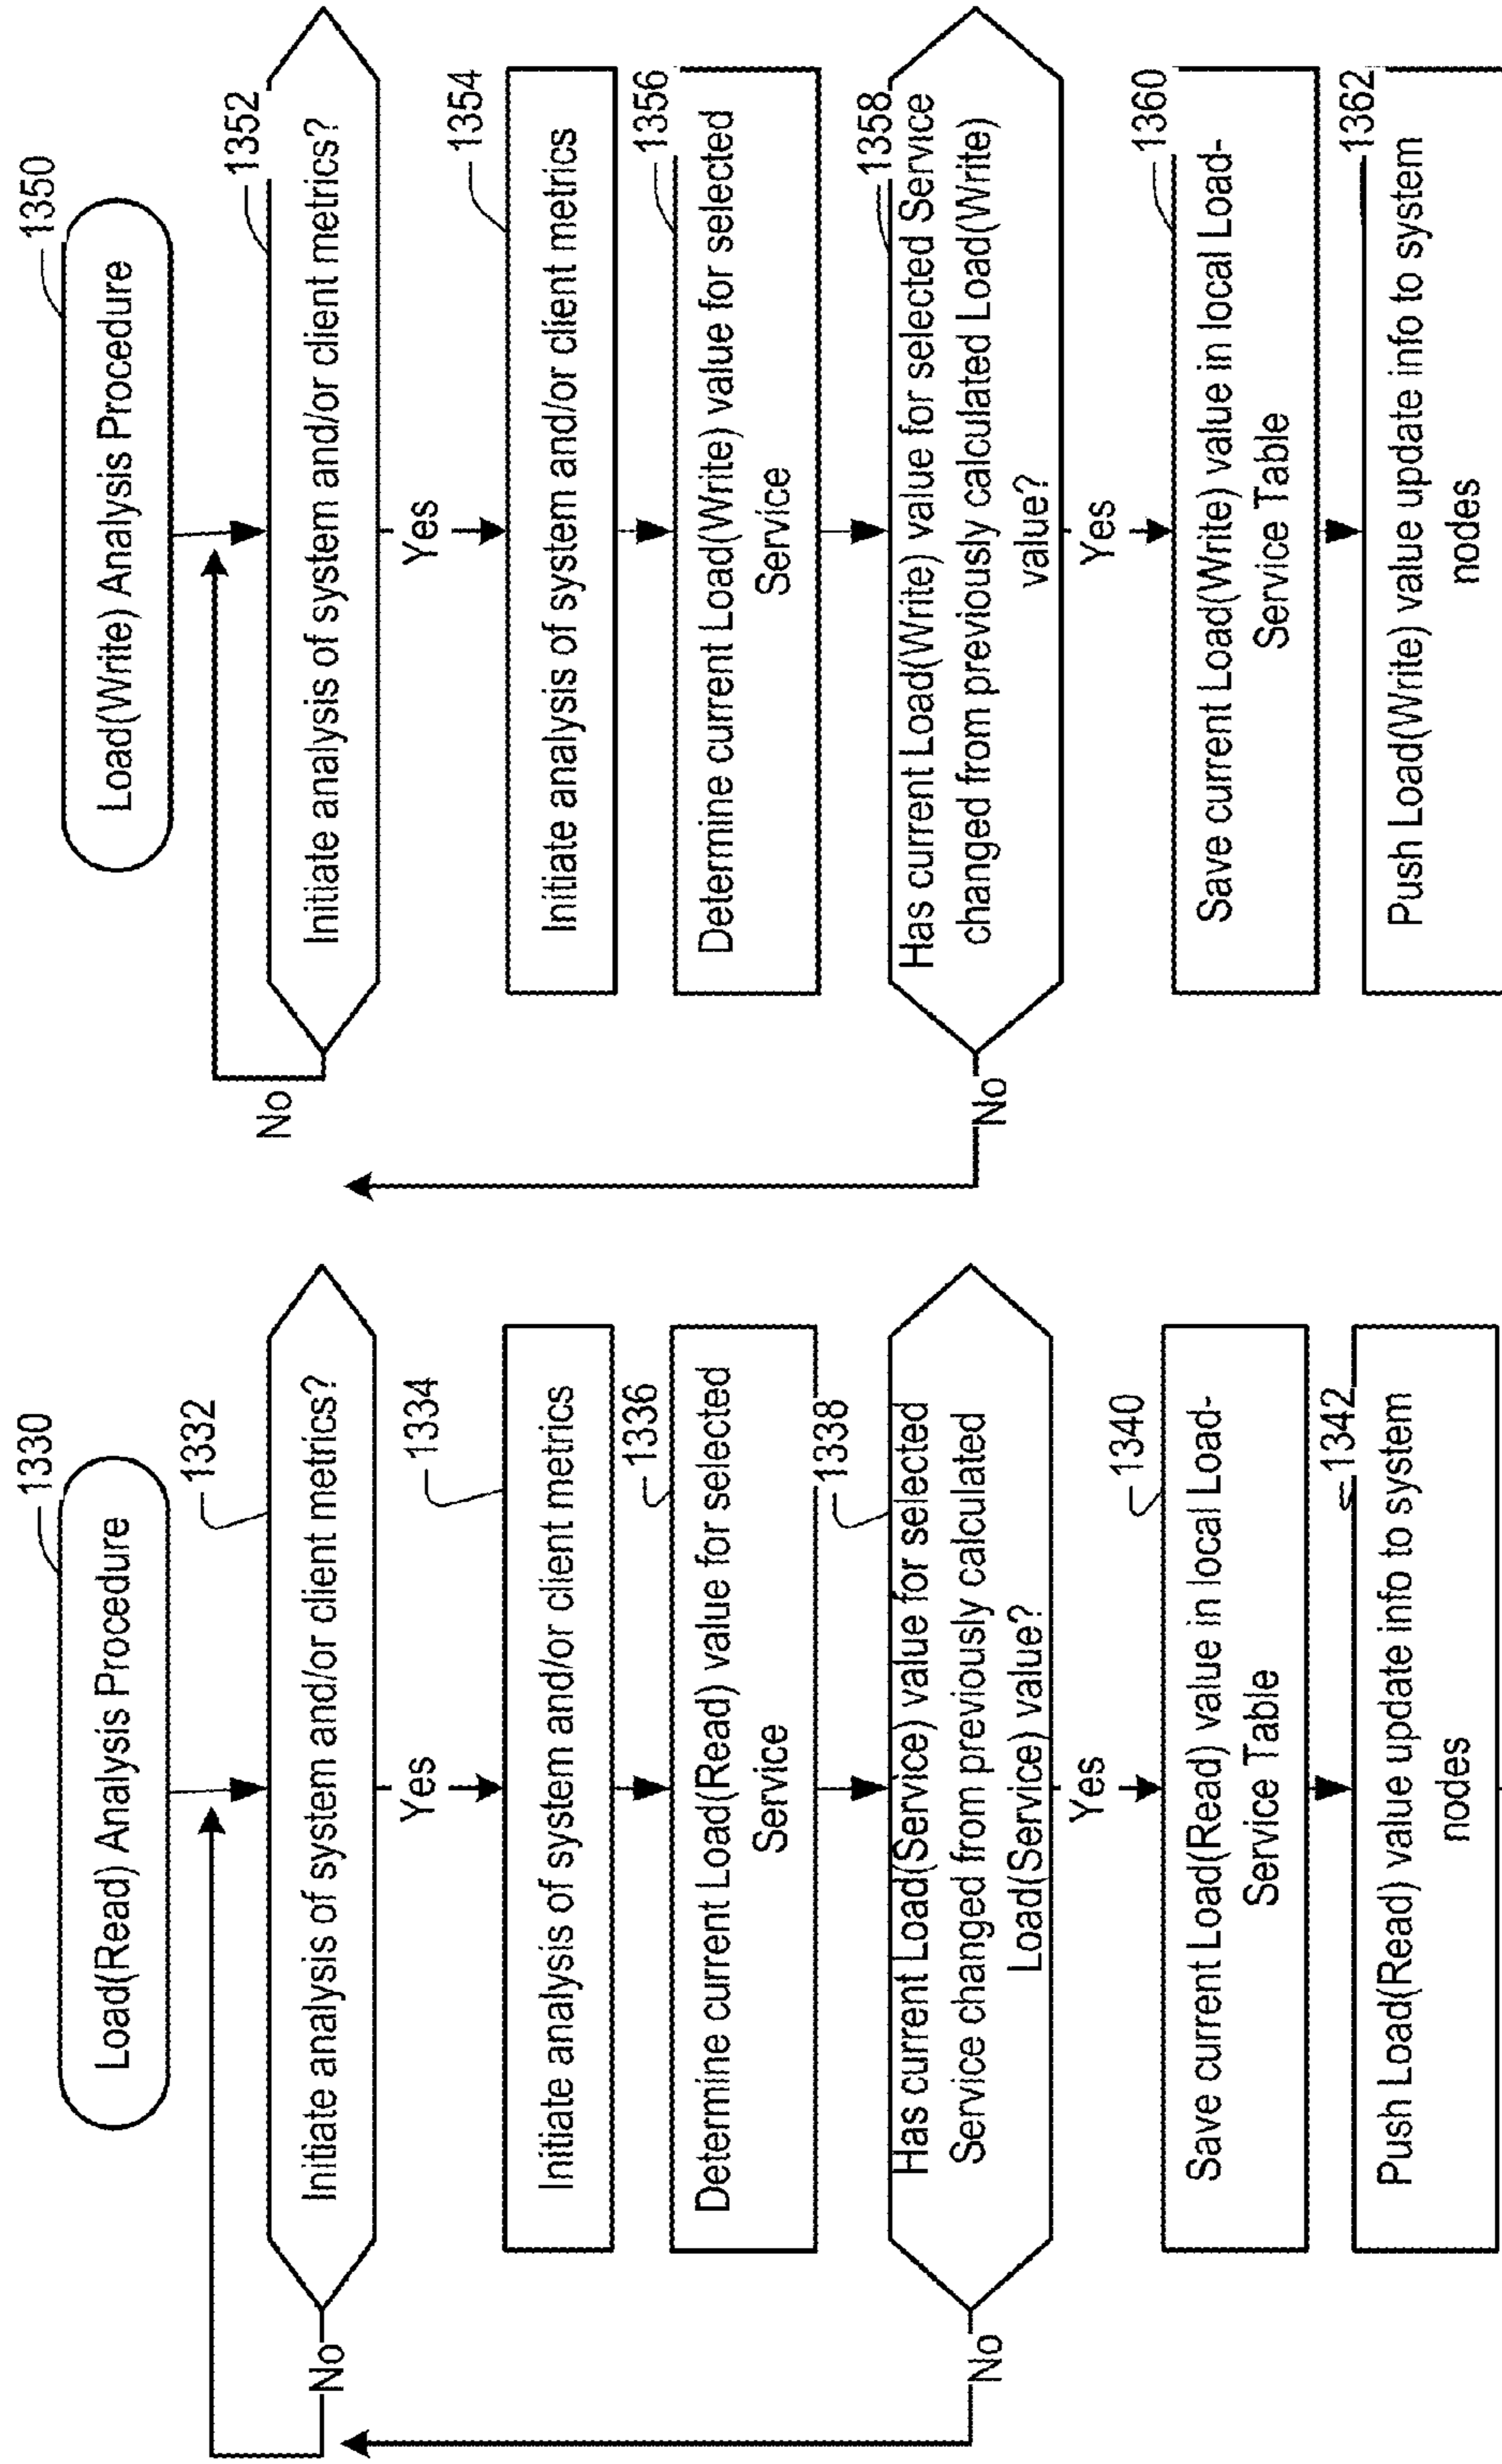 1330
Load(Read) Analysis Procedure
1332
Initiate analysis of system and/or client metrics?
No
Yes
1334
Initiate analysis of system and/or client metrics
1336
Determine current Load(Read) value for selected
Service
1338
Has current Load(Service) value for selected
Service changed from previously calculated
Load(Service) value?
No
Yes
1340
Save current Load(Read) value in local Load-
Service Table
1342
Push Load(Read) value update info to system
nodes
1350
Load(Write) Analysis Procedure
1352
Initiate analysis of system and/or client metrics?
No
Yes
1354
Initiate analysis of system and/or client metrics
1356
Determine current Load(Write) value for selected
Service
1358
Has current Load(Write) value for selected Service
changed from previously calculated Load(Write)
value?
No
Yes
1360
Save current Load(Write) value in local Load-
Service Table
1362
Push Load(Write) value update info to system
nodes